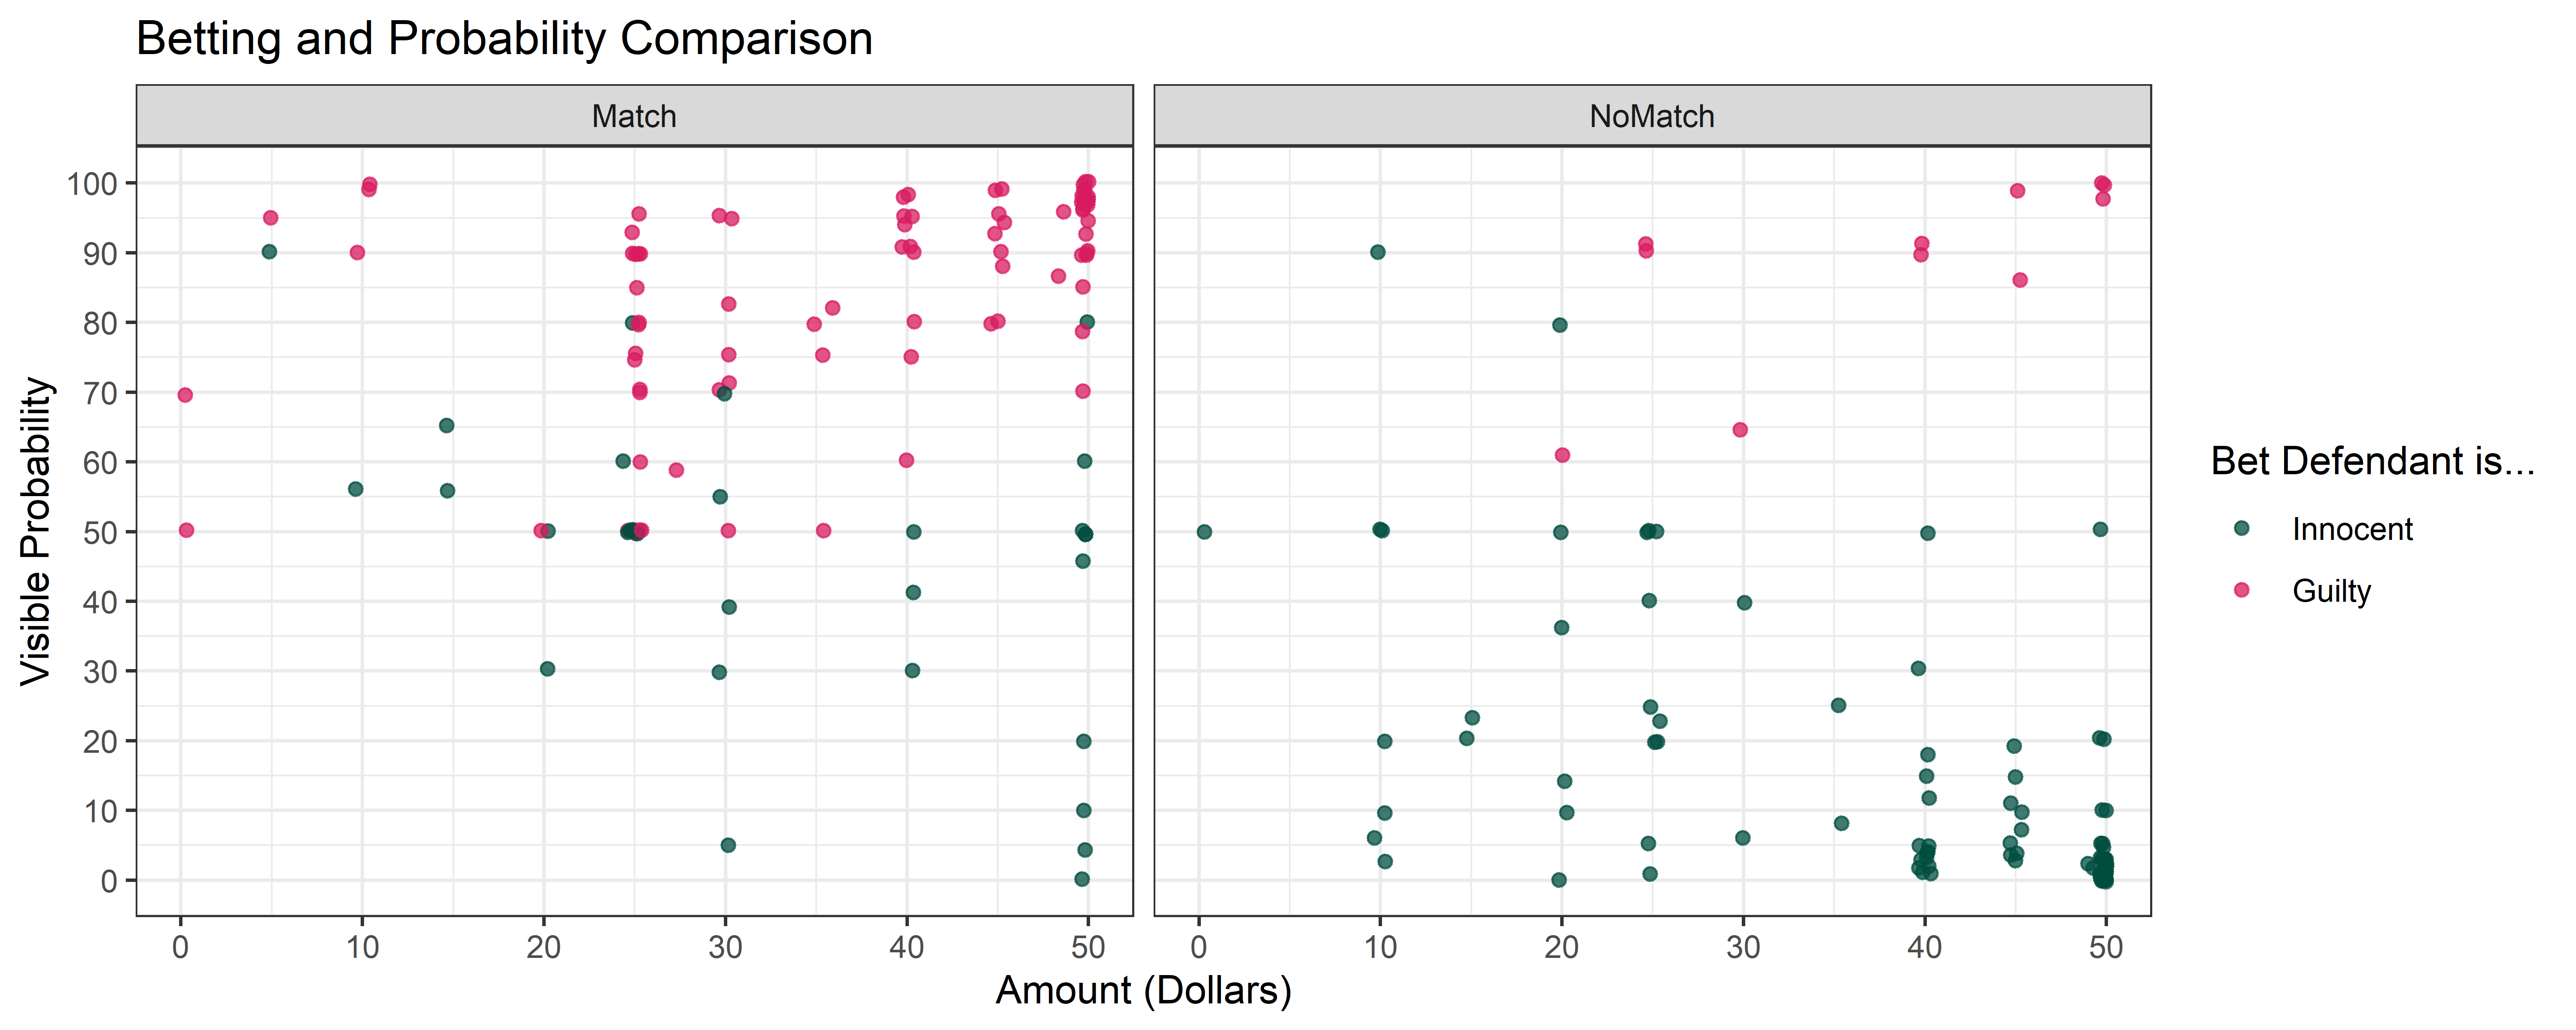 Betting and Probability Comparison
Match
NoMatch
100
90
80
70
60
50
40
30
20
10
0
Visible Probability
0 10 20 30 40 50
0 10 20 30 40 50
Amount (Dollars)
Bet Defendant is...
Innocent
Guilty